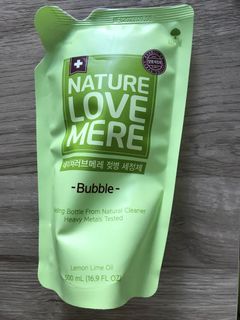 NATURE
LOVE
MERE
네이쳐러브메레 젖병 세정제
-Bubble-
Bottle From Natural Cleaner
Heavy Metals Tested
Lemon Lime Oil
500 mL (16.9 FL OZ)